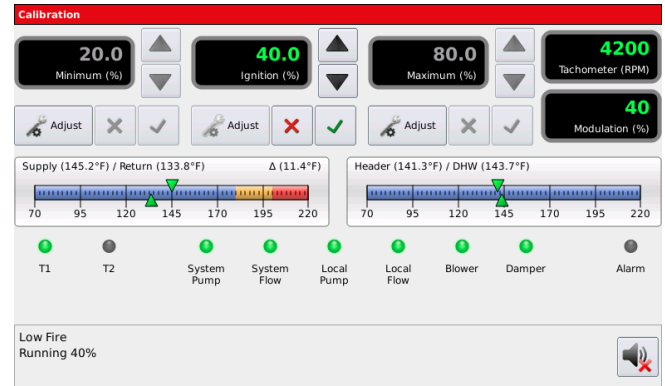 Calibration
20.0
Minimum (%)
40.0
Ignition (%)
80.0
Maximum (%)
4200
Tachometer (RPM)
Adjust
Adjust
Adjust
40
Modulation (%)
Supply (145.2°F) / Return (133.8°F) Δ (11.4°F)
70 95 120 145 170 195 220
Header (141.3°F) / DHW (143.7°F)
70 95 120 145 170 195 220
T1
T2
System
Pump
System
Flow
Local
Pump
Local
Flow
Blower
Damper
Alarm
Low Fire
Running 40%